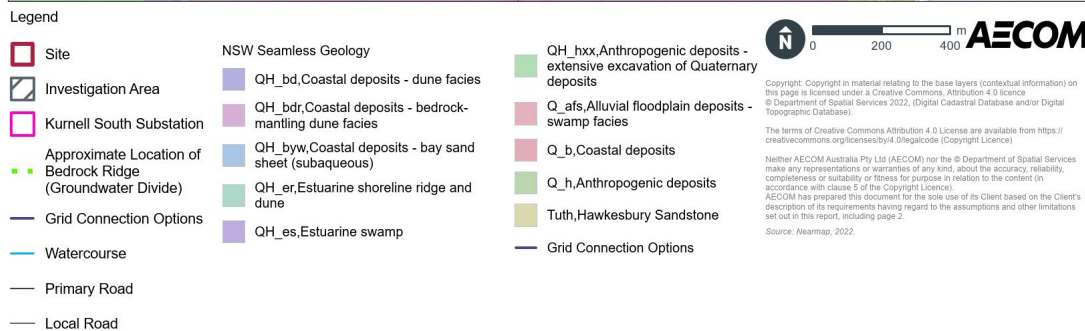 Legend
Site
Investigation Area
Kurnell South Substation
Approximate Location of
Bedrock Ridge
(Groundwater Divide)
Grid Connection Options
Watercourse
Primary Road
Local Road
NSW Seamless Geology
QH_bd,Coastal deposits - dune facies
QH_bdr,Coastal deposits - bedrock-
mantling dune facies
QH_byw,Coastal deposits - bay sand
sheet (subaqueous)
QH_er,Estuarine shoreline ridge and
dune
QH_es,Estuarine swamp
QH_hxx,Anthropogenic deposits -
extensive excavation of Quaternary
deposits
Q_afs,Alluvial floodplain deposits -
swamp facies
Q_b,Coastal deposits
Q_h,Anthropogenic deposits
Tuth,Hawkesbury Sandstone
Grid Connection Options
N
m
0 200 400
AECOM
Copyright: Copyright in material relating to the base layers (contextual information) on
this page is licensed under a Creative Commons, Attribution 4.0 licence
© Department of Spatial Services 2022, (Digital Cadastral Database and/or Digital
Topographic Database).
The terms of Creative Commons Attribution 4.0 License are available from https://
creativecommons.org/licenses/by/4.0/legalcode (Copyright Licence)
Neither AECOM Australia Pty Ltd (AECOM) nor the © Department of Spatial Services
make any representations or warranties of any kind, about the accuracy, reliability,
completeness or suitability or fitness for purpose in relation to the content (in
accordance with clause 5 of the Copyright Licence).
AECOM has prepared this document for the sole use of its Client based on the Client's
description of its requirements having regard to the assumptions and other limitations
set out in this report, including page 2.
Source: Nearmap, 2022